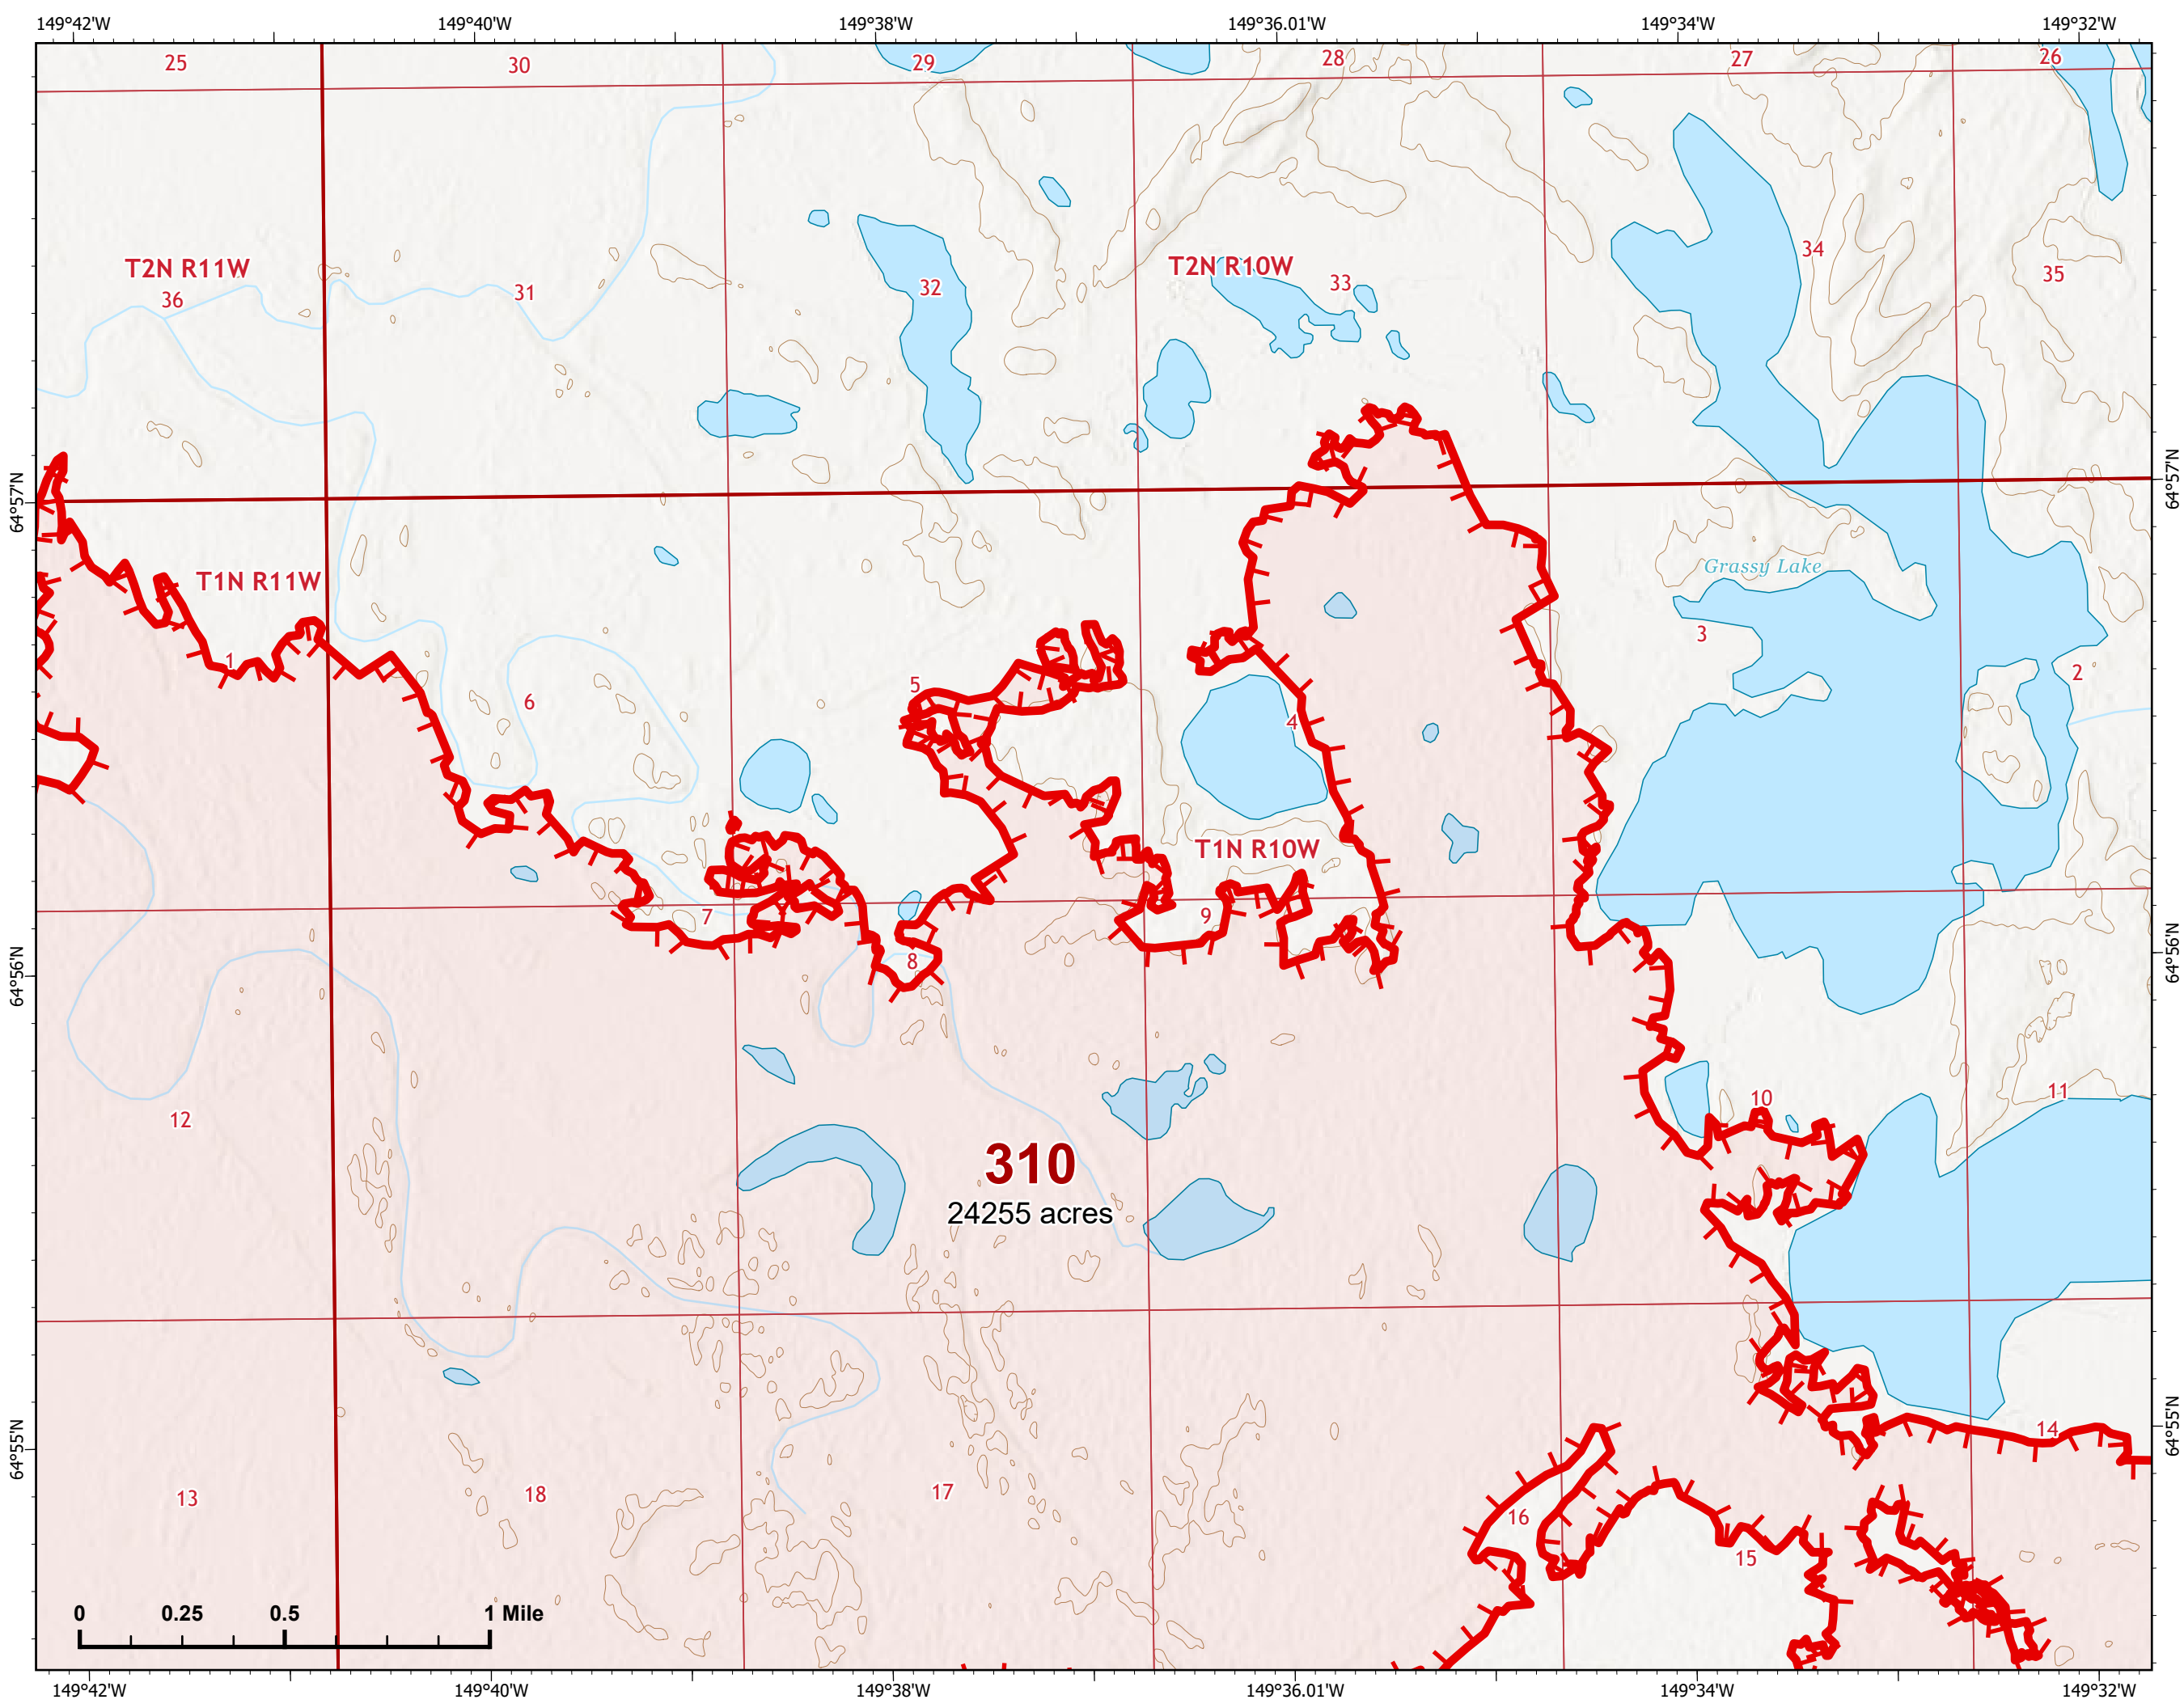 149°42'W 149°40'W 149°38'W 149°36.01'W 149°34'W 149°32'W
25 30 29 28 27 26
T2N R11W T2N R10W
36 31 32 33 34 35
64°57'N 64°57'N
Grassy Lake
T1N R11W
1 6 5 4 3 2
T1N R10W
7 8 9 10 11
64°56'N 64°56'N
12
310
24255 acres
64°55'N 64°55'N
13 18 17 16 15 14
0 0.25 0.5 1 Mile
149°42'W 149°40'W 149°38'W 149°36.01'W 149°34'W 149°32'W